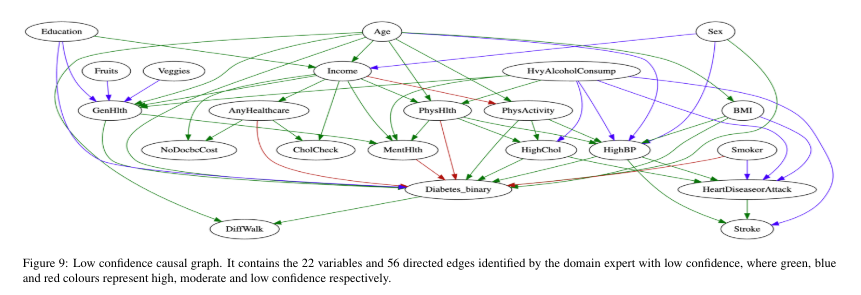 Education Age Sex
Fruits Veggies Income HvyAlcoholConsump
GenHlth AnyHealthcare PhysHlth PhysActivity BMI
NoDocbcCost CholCheck MentHlth HighChol HighBP Smoker
Diabetes_binary HeartDiseaseorAttack
DiffWalk Stroke
Figure 9: Low confidence causal graph. It contains the 22 variables and 56 directed edges identified by the domain expert with low confidence, where green, blue
and red colours represent high, moderate and low confidence respectively.